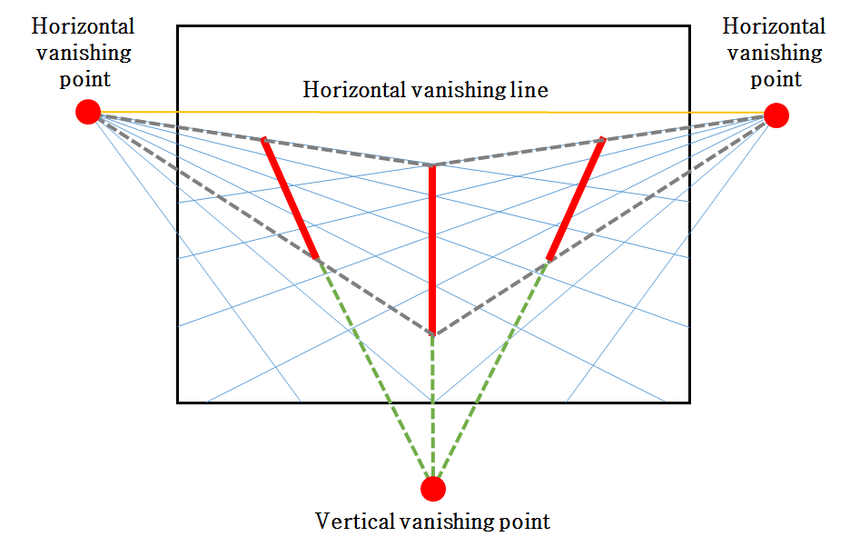 Horizontal
vanishing
point
Horizontal
vanishing
point
Horizontal vanishing line
Vertical vanishing point